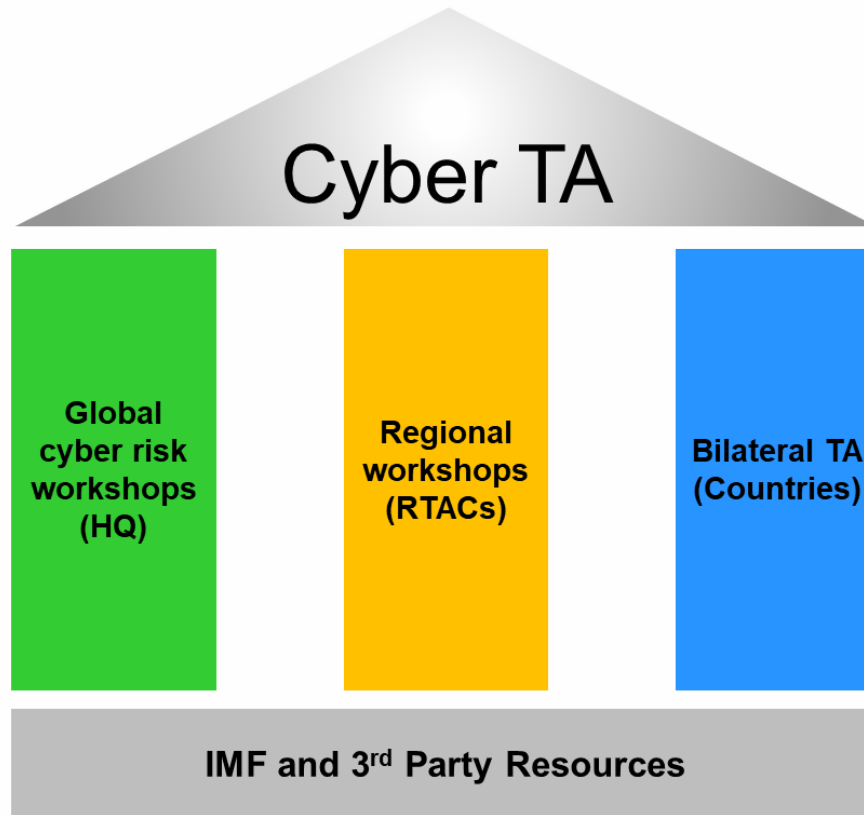 Cyber TA
Global
cyber risk
workshops
(HQ)
Regional
workshops
(RTACs)
Bilateral TA
(Countries)
IMF and 3rd Party Resources